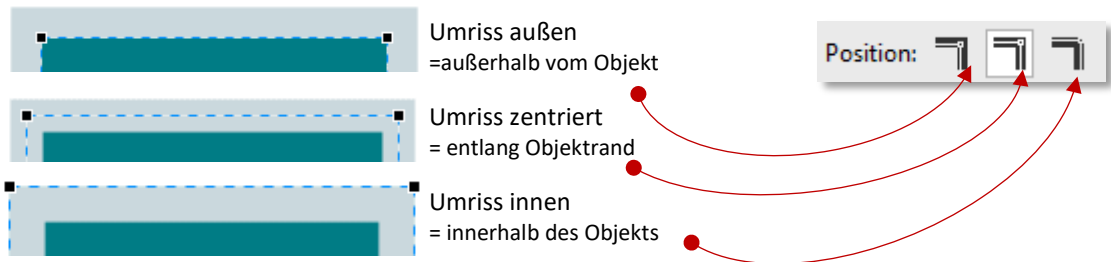 Umriss außen
=außerhalb vom Objekt
Position:
Umriss zentriert
= entlang Objektrand
Umriss innen
= innerhalb des Objekts